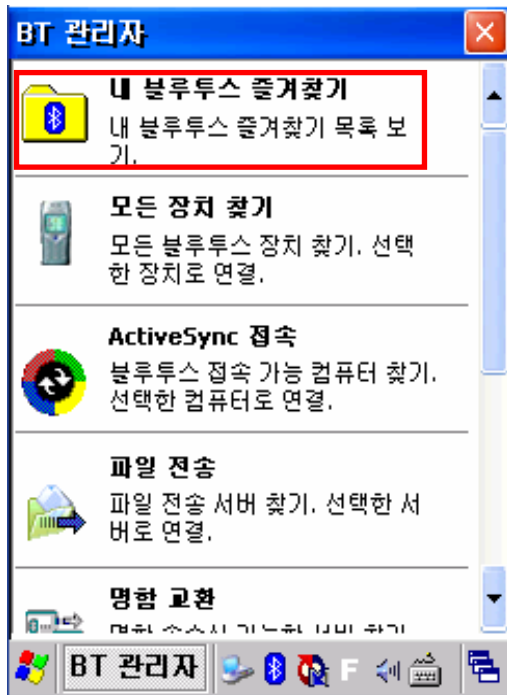 BT 관리자
내 블루투스 즐겨찾기
내 블루투스 즐겨찾기 목록 보
기.
모든 장치 찾기
모든 블루투스 장치 찾기. 선택
한 장치로 연결.
ActiveSync 접속
블루투스 접속 가능 컴퓨터 찾기.
선택한 컴퓨터로 연결.
파일 전송
파일 전송 서버 찾기. 선택한 서
버로 연결.
명함 교환
BT 관리자
F